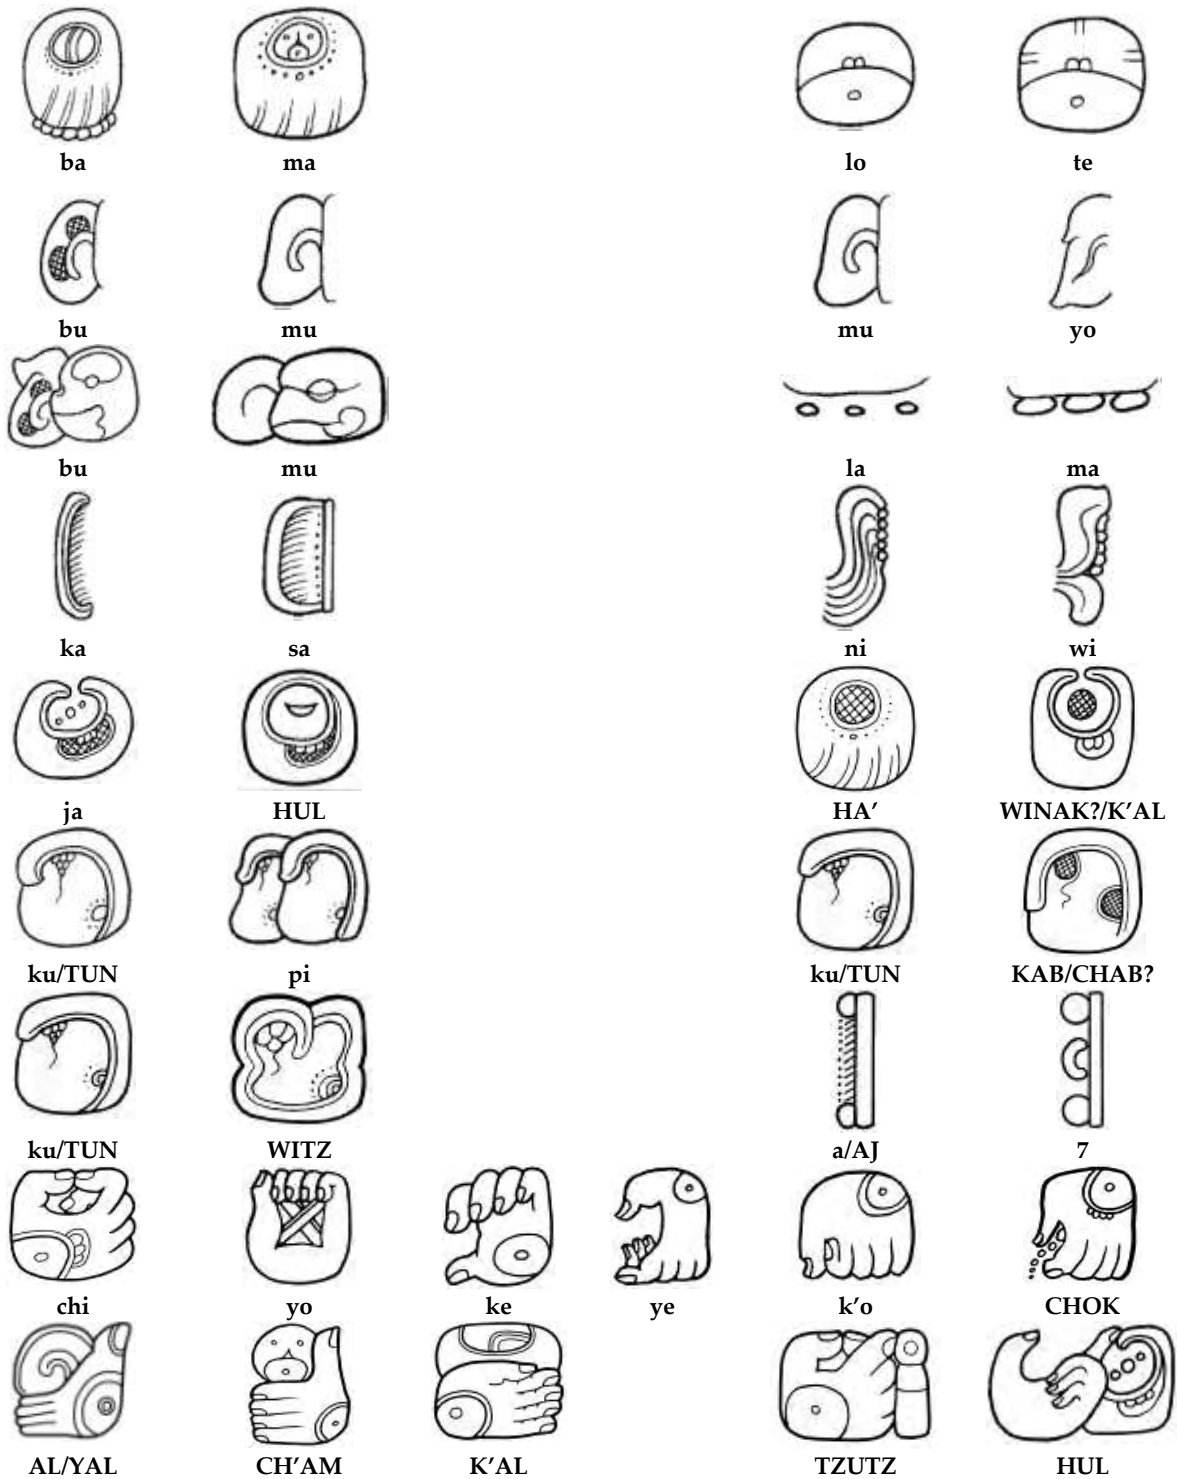 ba ma lo te
bu mu mu yo
bu mu la ma
ka sa ni wi
ja HUL HA’ WINAK?/K’AL
ku/TUN pi ku/TUN KAB/CHAB?
ku/TUN WITZ a/AJ 7
chi yo ke ye k’o CHOK
AL/YAL CH’AM K’AL TZUTZ HUL